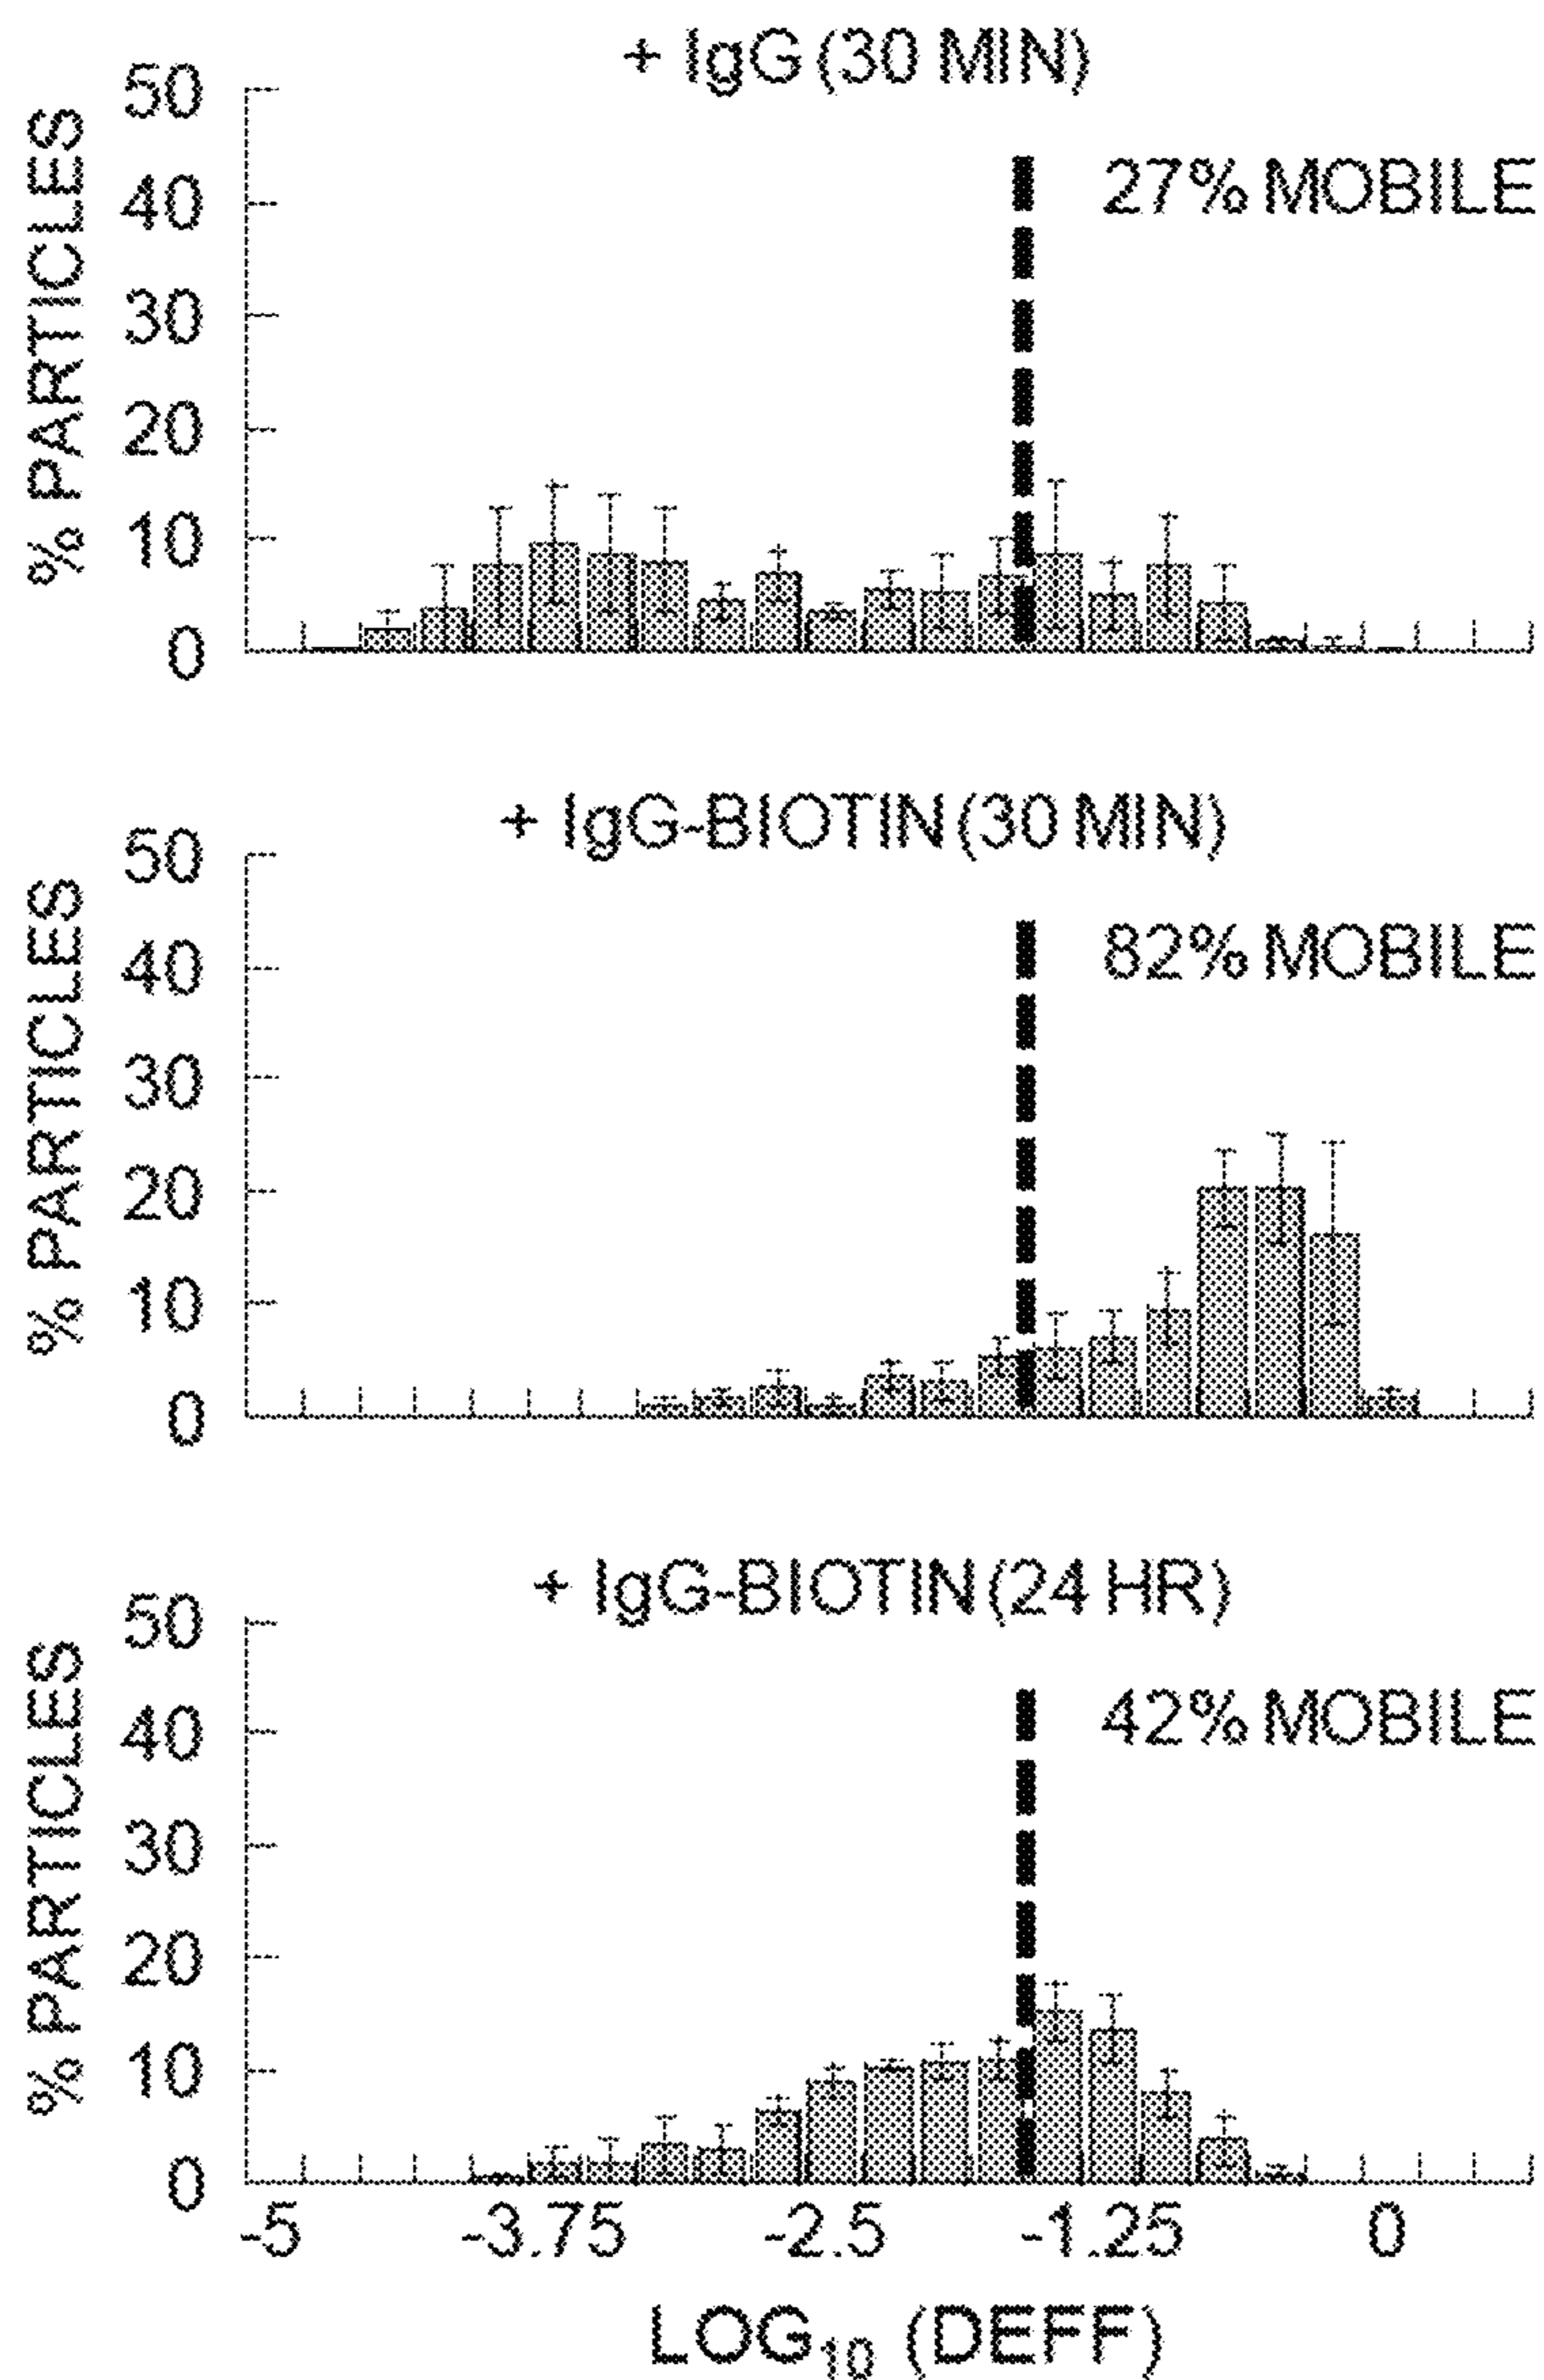 + IgG (30 MIN)
% PARTICLES
50
40
30
20
10
0
27% MOBILE
+ IgG-BIOTIN (30 MIN)
% PARTICLES
50
40
30
20
10
0
82% MOBILE
+ IgG-BIOTIN (24 HR)
% PARTICLES
50
40
30
20
10
0
42% MOBILE
-5 -3.75 -2.5 -1.25 0
LOG10 (DEFF)